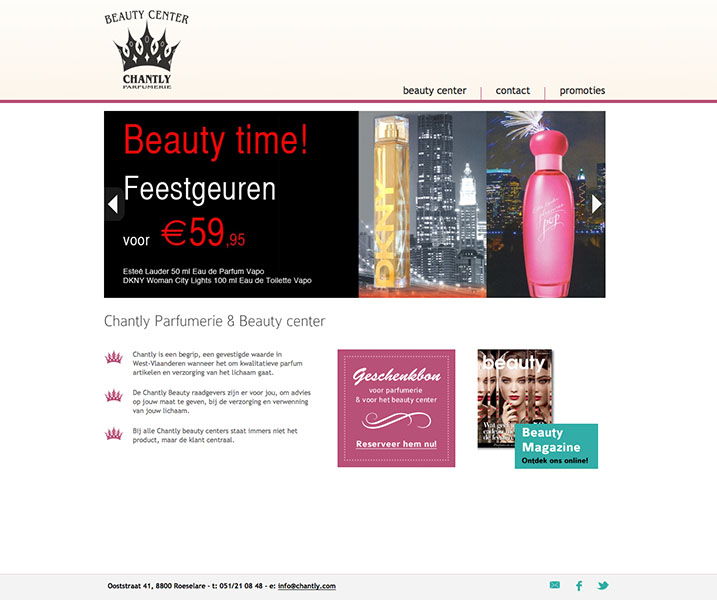 BEAUTY CENTER
CHANTLY
PARFUMERIE
beauty center
contact
promoties
Beauty time!
Feestgeuren
voor €59,95
Esteè Lauder 50 ml Eau de Parfum Vapo
DKNY Woman City Lights 100 ml Eau de Toilette Vapo
DKNY
pop
Chantly Parfumerie & Beauty center
Chantly is een begrip, een gevestigde waarde in
West-Vlaanderen wanneer het om kwalitatieve parfum
artikelen en verzorging van het lichaam gaat.
De Chantly Beauty raadgevers zijn er voor jou, om advies
op jouw maat te geven, bij de verzorging en verwenning
van jouw lichaam.
Bij alle Chantly beauty centers staat immers niet het
product, maar de klant centraal.
Geschenkbon
voor parfumerie
& voor het beauty center
Reserveer hem nu!
beauty
Beauty
Magazine
Ontdek ons online!
Ooststraat 41, 8800 Roeselare - t: 051/21 08 48 - e: info@chantly.com